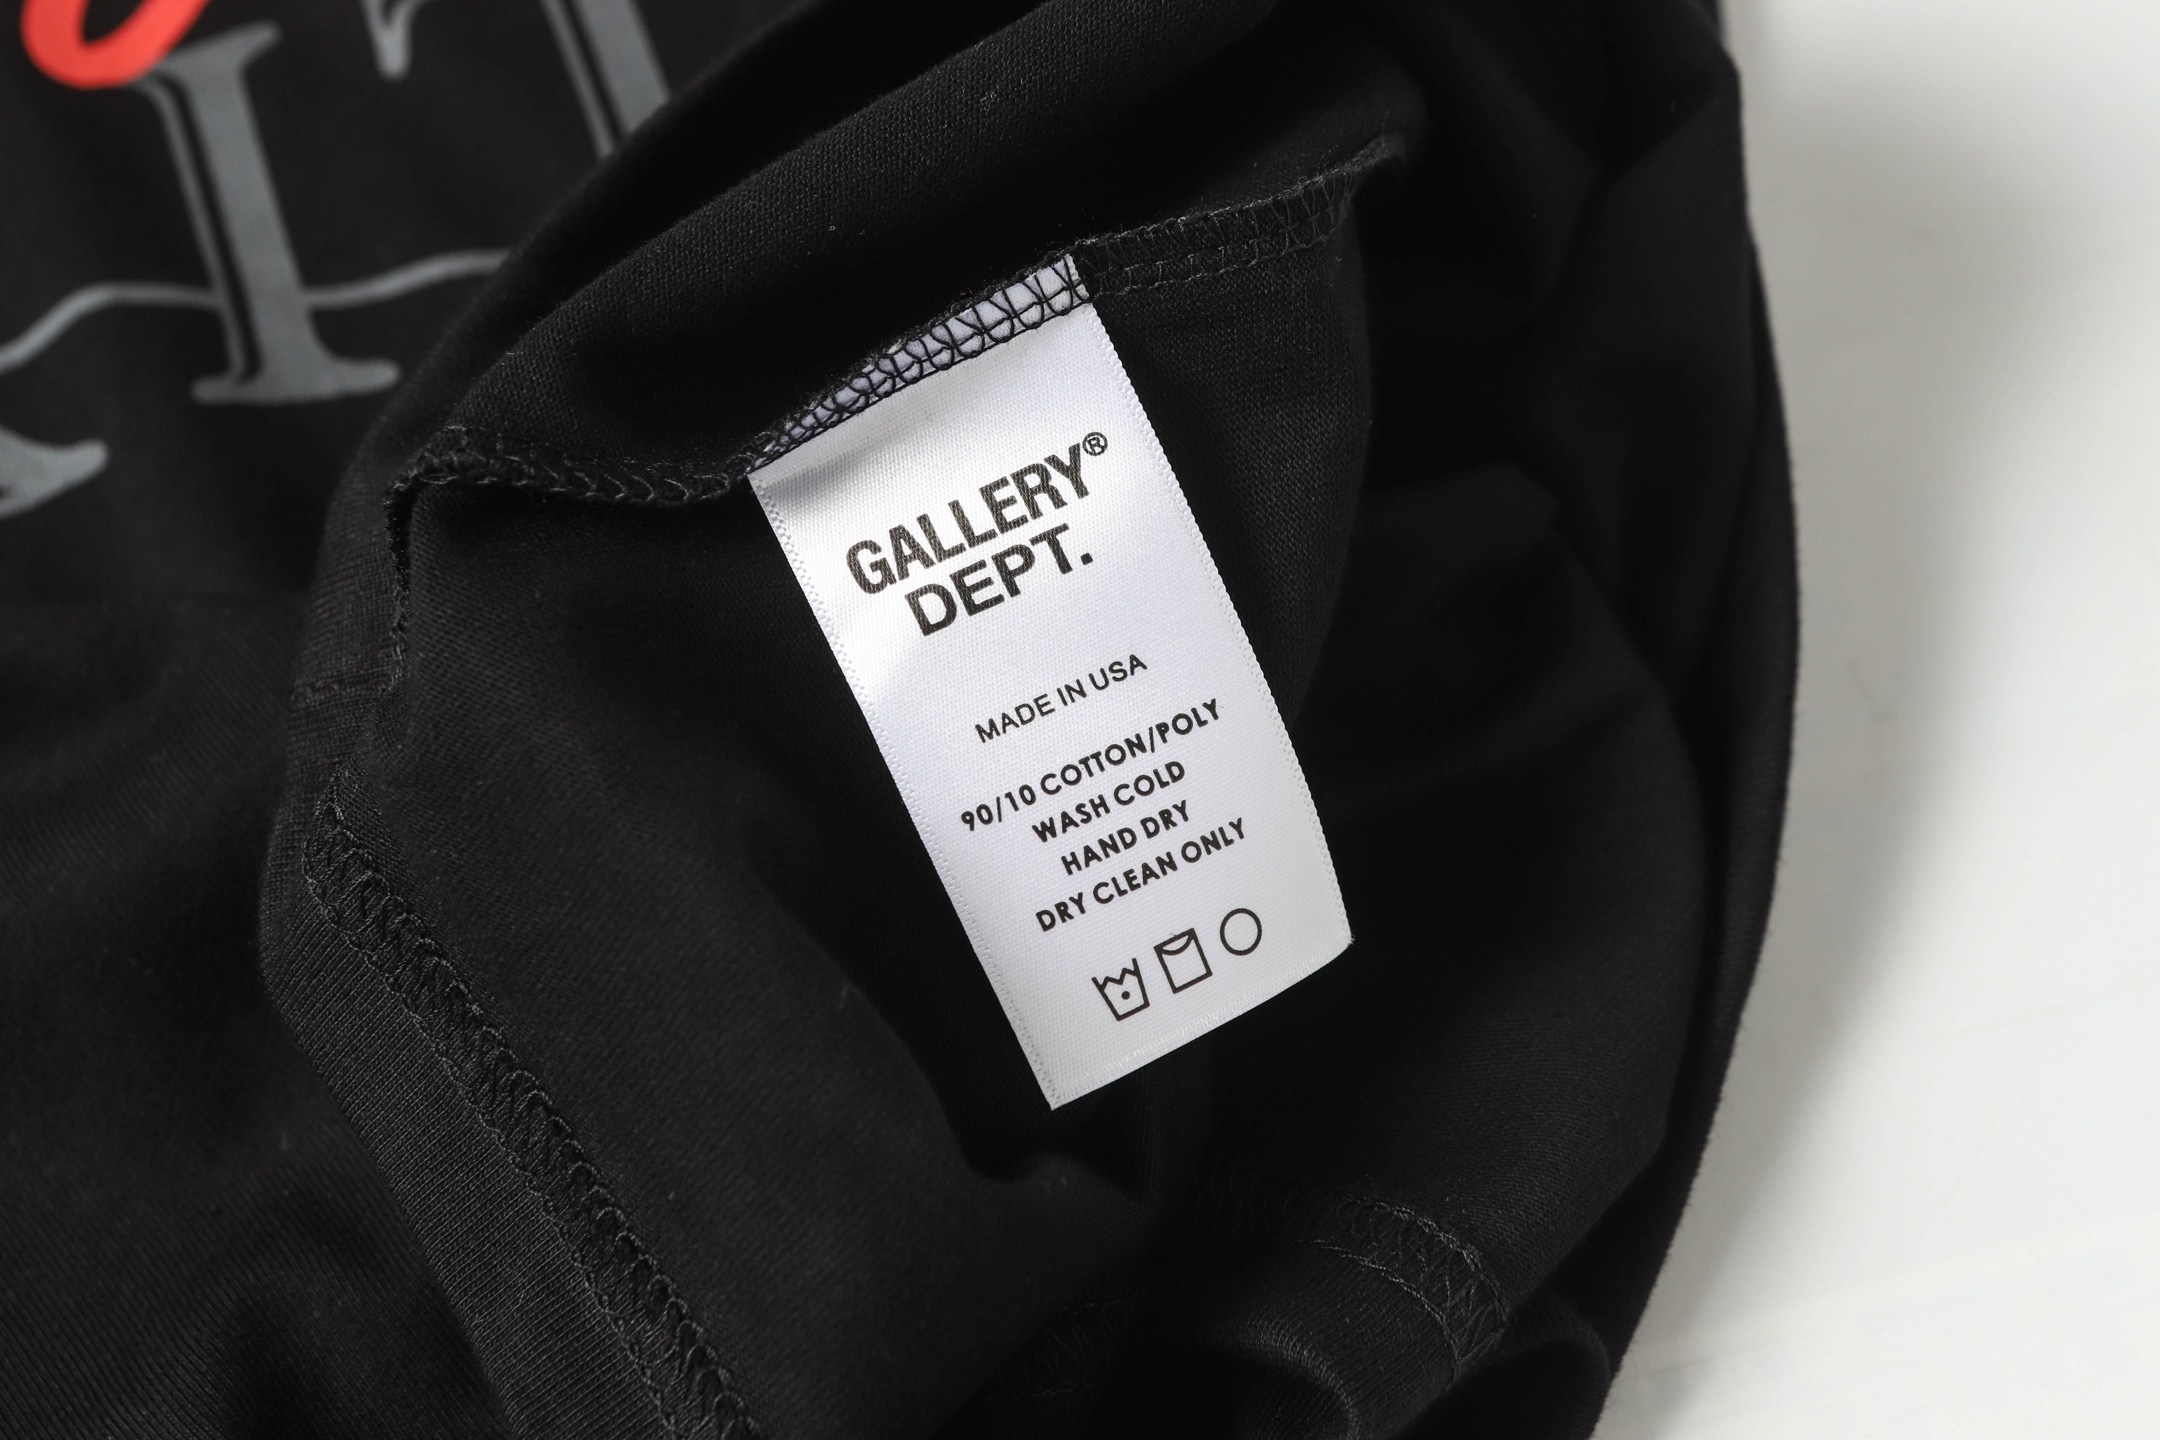 GALLERY®
DEPT.
MADE IN USA
90/10 COTTON/POLY
WASH COLD
HAND DRY
DRY CLEAN ONLY